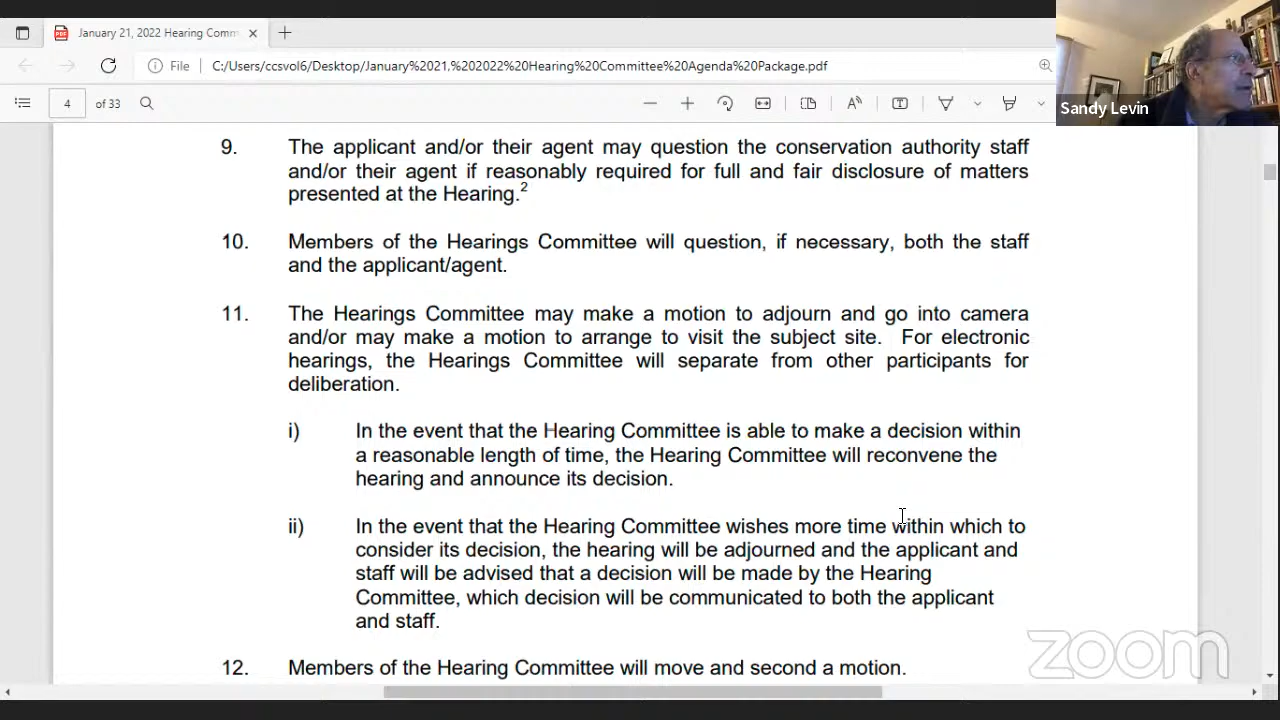 January 21, 2022 Hearing Comm
File C:/Users/ccsvol6/Desktop/January%2021,%202022%20Hearing%20Committee%20Agenda%20Package.pdf
4 of 33
Sandy Levin
9. The applicant and/or their agent may question the conservation authority staff
and/or their agent if reasonably required for full and fair disclosure of matters
presented at the Hearing.2
10. Members of the Hearings Committee will question, if necessary, both the staff
and the applicant/agent.
11. The Hearings Committee may make a motion to adjourn and go into camera
and/or may make a motion to arrange to visit the subject site. For electronic
hearings, the Hearings Committee will separate from other participants for
deliberation.
i) In the event that the Hearing Committee is able to make a decision within
a reasonable length of time, the Hearing Committee will reconvene the
hearing and announce its decision.
ii) In the event that the Hearing Committee wishes more time within which to
consider its decision, the hearing will be adjourned and the applicant and
staff will be advised that a decision will be made by the Hearing
Committee, which decision will be communicated to both the applicant
and staff.
12. Members of the Hearing Committee will move and second a motion.
zoom